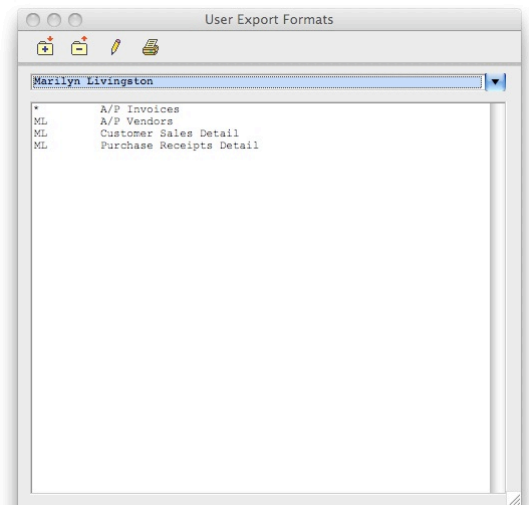 User Export Formats
Marilyn Livingston
* A/P Invoices
ML A/P Vendors
ML Customer Sales Detail
ML Purchase Receipts Detail